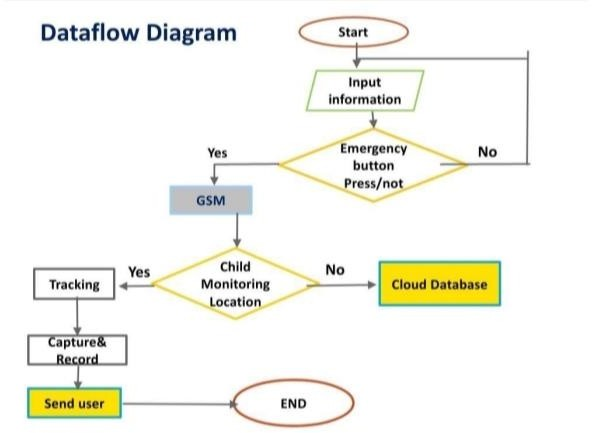 Dataflow Diagram
Start
Input
information
Emergency
button
Press/not
Yes
No
GSM
Child
Monitoring
Location
Yes
No
Tracking
Cloud Database
Capture&
Record
Send user
END